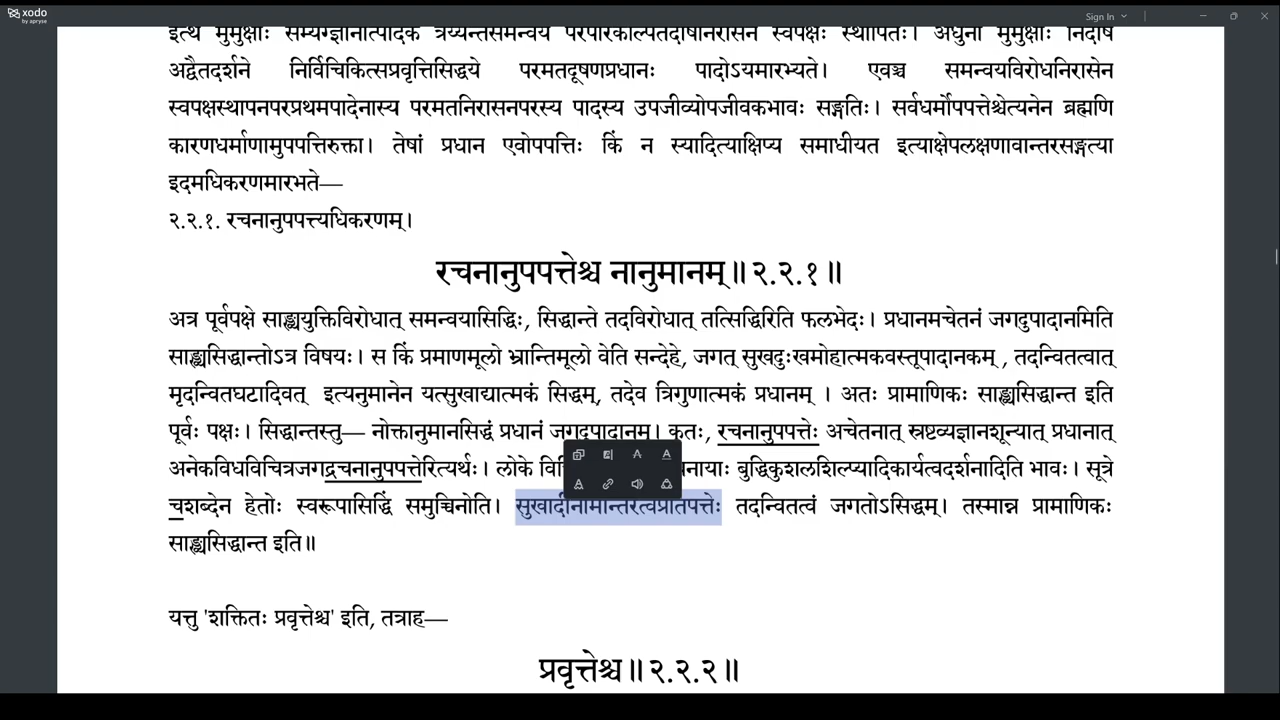 xodo
by apryse
Sign In
इत्थं मुमुक्षोः सम्यग्ज्ञानोत्पादकं त्रय्यन्तसमन्वयं परपरिकल्पितदोषनिरासेन स्वपक्षः स्थापितः। अधुना मुमुक्षोः निर्दोषे
अद्वैतदर्शने निर्विचिकित्सप्रवृत्तिसिद्धये परमतदूषणप्रधानः पादोऽयमारभ्यते। एवञ्च समन्वयविरोधनिरासेन
स्वपक्षस्थापनपरप्रथमपादेनास्य परमतनिरासनपरस्य पादस्य उपजीव्योपजीवकभावः सङ्गतिः। सर्वधर्मोपपत्तेश्चेत्यनेन ब्रह्मणि
कारणधर्माणामुपपत्तिरुक्ता। तेषां प्रधान एवोपपत्तिः किं न स्यादित्याक्षिप्य समाधीयत इत्याक्षेपलक्षणावान्तरसङ्गत्या
इदमधिकरणमारभते—
२.२.१. रचनानुपपत्त्यधिकरणम्।
रचनानुपपत्तेश्च नानुमानम्॥२.२.१॥
अत्र पूर्वपक्षे साङ्ख्ययुक्तिविरोधात् समन्वयासिद्धिः, सिद्धान्ते तदविरोधात् तत्सिद्धिरिति फलभेदः। प्रधानमचेतनं जगदुपादानमिति
साङ्ख्यसिद्धान्तोऽत्र विषयः। स किं प्रमाणमूलो भ्रान्तिमूलो वेति सन्देहे, जगत् सुखदुःखमोहात्मकवस्तूपादानकम्, तदन्वितत्वात्
मृदन्वितघटादिवत् इत्यनुमानेन यत्सुखाद्यात्मकं सिद्धम्, तदेव त्रिगुणात्मकं प्रधानम् । अतः प्रामाणिकः साङ्ख्यसिद्धान्त इति
पूर्वः पक्षः। सिद्धान्तस्तु— नोक्तानुमानसिद्धं प्रधानं जगदुपादानम्। कुतः, रचनानुपपत्तेः अचेतनात् स्रष्टव्यज्ञानशून्यात् प्रधानात्
अनेकविधविचित्रजगद्रचनानुपपत्तेरित्यर्थः। लोके बुद्धिकुशलशिल्प्यादिकार्यत्वदर्शनादिति भावः। सूत्रे
चशब्देन हेतोः स्वरूपासिद्धिं समुच्चिनोति। सुखादीनामान्तरत्वप्रतिपत्तेः तदन्वितत्वं जगतोऽसिद्धम्। तस्मान्न प्रामाणिकः
साङ्ख्यसिद्धान्त इति॥
यत्तु 'शक्तितः प्रवृत्तेश्च' इति, तत्राह—
प्रवृत्तेश्च॥२.२.२॥